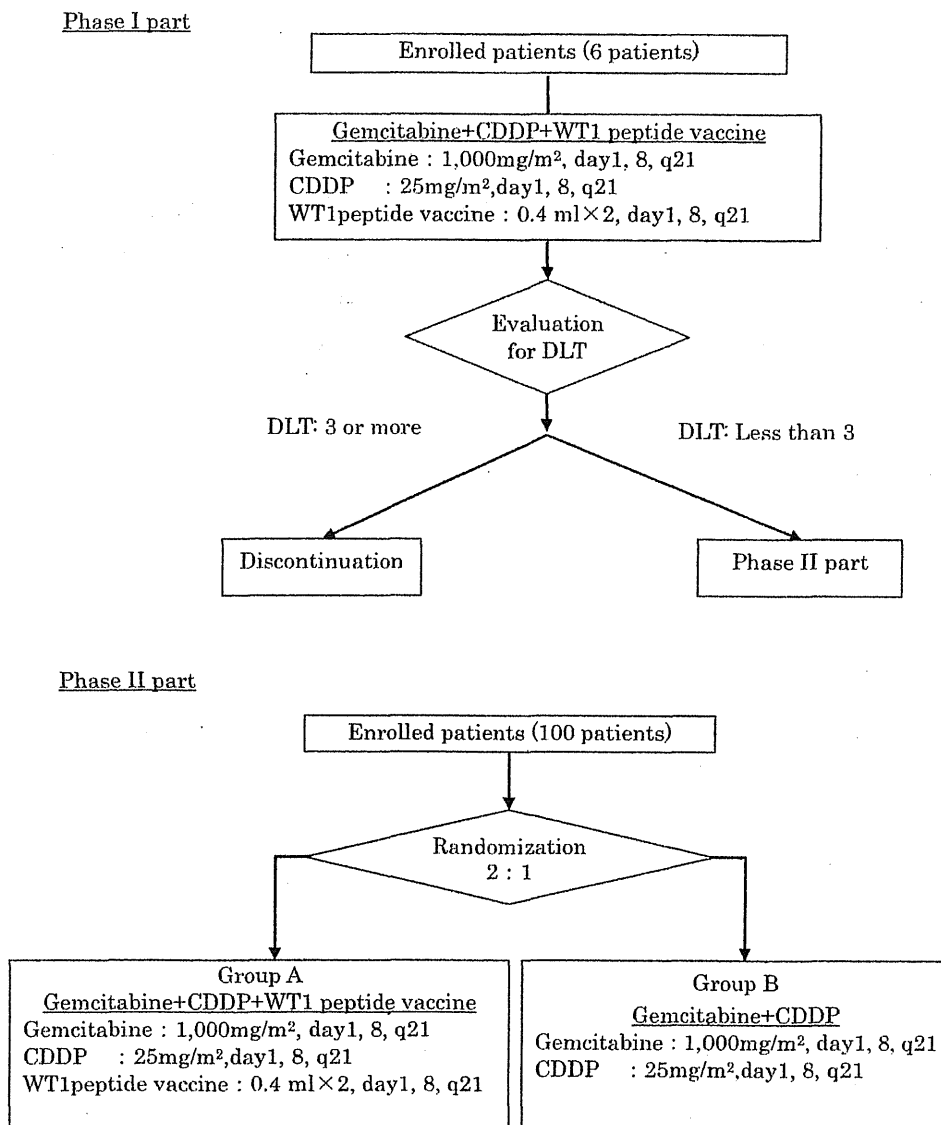 Phase I part
Enrolled patients (6 patients)
Gemcitabine+CDDP+WT1 peptide vaccine
Gemcitabine : 1,000mg/m², day1, 8, q21
CDDP : 25mg/m²,day1, 8, q21
WT1peptide vaccine : 0.4 ml×2, day1, 8, q21
Evaluation
for DLT
DLT: 3 or more
DLT: Less than 3
Discontinuation
Phase II part
Phase II part
Enrolled patients (100 patients)
Randomization
2 : 1
Group A
Gemcitabine+CDDP+WT1 peptide vaccine
Gemcitabine : 1,000mg/m², day1, 8, q21
CDDP : 25mg/m²,day1, 8, q21
WT1peptide vaccine : 0.4 ml×2, day1, 8, q21
Group B
Gemcitabine+CDDP
Gemcitabine : 1,000mg/m², day1, 8, q21
CDDP : 25mg/m²,day1, 8, q21